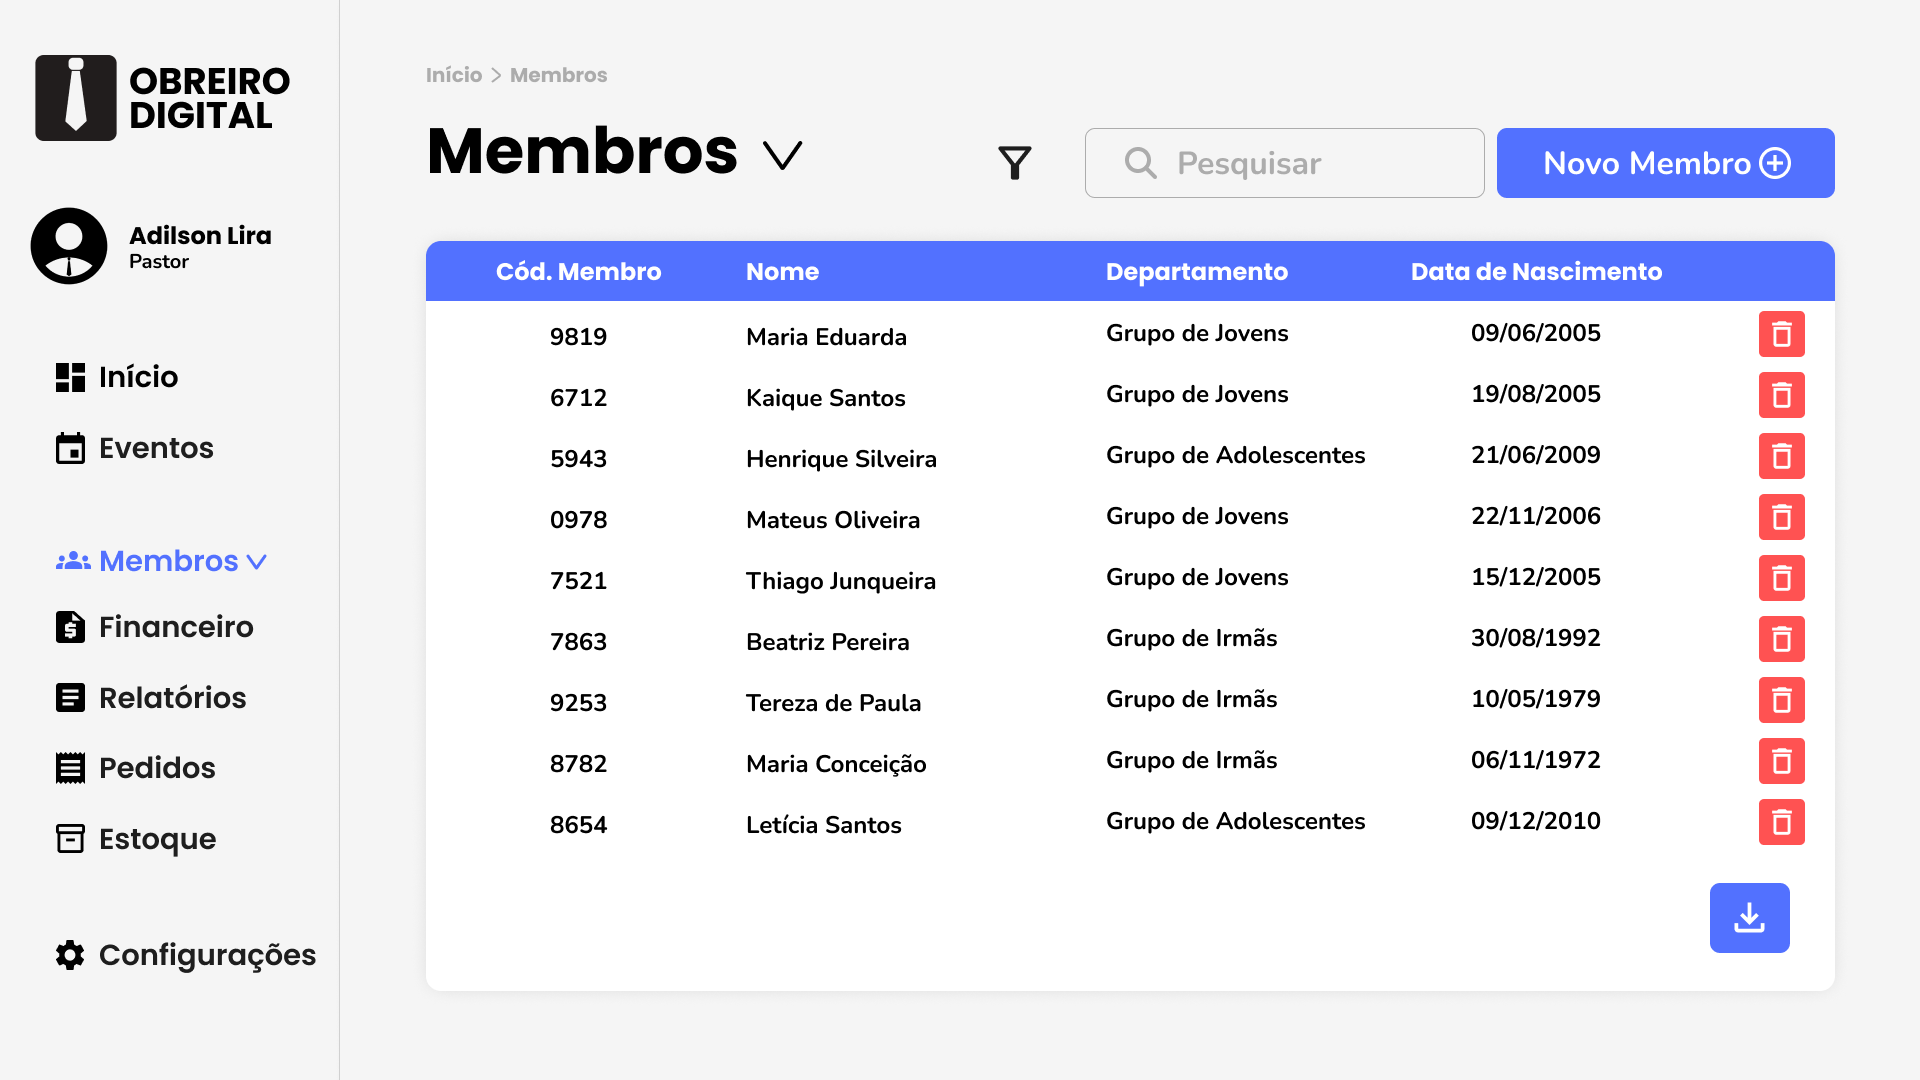 OBREIRO
DIGITAL
Adilson Lira
Pastor
Início
Eventos
Membros
Financeiro
Relatórios
Pedidos
Estoque
Configurações
Início > Membros
Membros
Pesquisar
Novo Membro
Cód. Membro Nome Departamento Data de Nascimento
9819 Maria Eduarda Grupo de Jovens 09/06/2005
6712 Kaique Santos Grupo de Jovens 19/08/2005
5943 Henrique Silveira Grupo de Adolescentes 21/06/2009
0978 Mateus Oliveira Grupo de Jovens 22/11/2006
7521 Thiago Junqueira Grupo de Jovens 15/12/2005
7863 Beatriz Pereira Grupo de Irmãs 30/08/1992
9253 Tereza de Paula Grupo de Irmãs 10/05/1979
8782 Maria Conceição Grupo de Irmãs 06/11/1972
8654 Letícia Santos Grupo de Adolescentes 09/12/2010